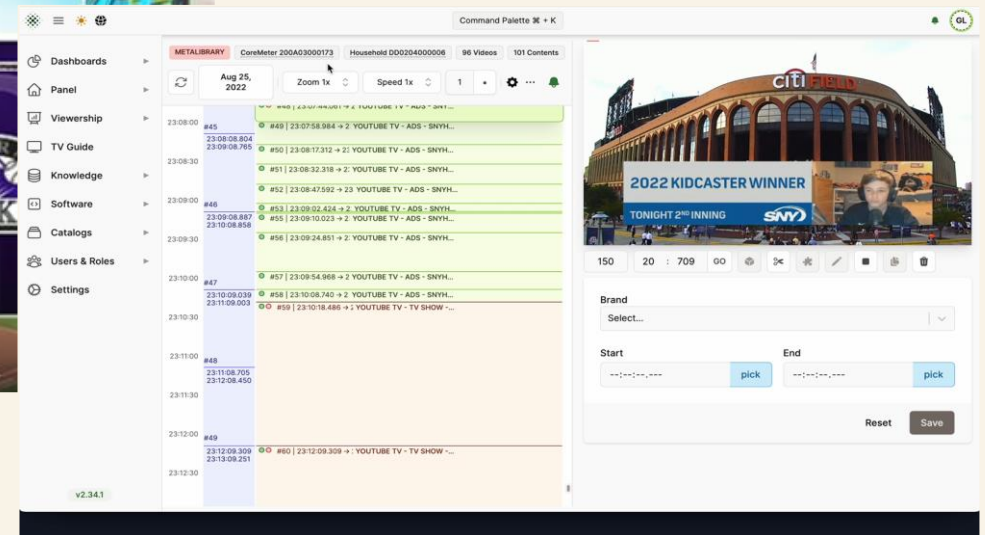 Command Palette ⌘ + K
GL
Dashboards
Panel
Viewership
TV Guide
Knowledge
Software
Catalogs
Users & Roles
Settings
v2.34.1
METALIBRARY CoreMeter 200A03000173 Household DD0204000006 96 Videos 101 Contents
Aug 25,
2022
Zoom 1x
Speed 1x
1
#48 | 23:07:44.061 → 2 YOUTUBE TV - ADS - SNY...
23:08:00 #45
#49 | 23:07:58.984 → 2 YOUTUBE TV - ADS - SNYH...
23:08:08.804
23:09:08.765
#50 | 23:08:17.312 → 2: YOUTUBE TV - ADS - SNYH...
23:08:30
#51 | 23:08:32.318 → 2: YOUTUBE TV - ADS - SNYH...
#52 | 23:08:47.592 → 23 YOUTUBE TV - ADS - SNYH...
23:09:00 #46
#53 | 23:09:02.424 → 2 YOUTUBE TV - ADS - SNYH...
23:09:08.887
23:10:08.858
#55 | 23:09:10.023 → 2 YOUTUBE TV - ADS - SNYH...
23:09:30
#56 | 23:09:24.851 → 2: YOUTUBE TV - ADS - SNYH...
23:10:00 #47
#57 | 23:09:54.968 → 2 YOUTUBE TV - ADS - SNYH...
23:10:09.039
23:11:09.003
#58 | 23:10:08.740 → 2 YOUTUBE TV - ADS - SNYH...
#59 | 23:10:18.486 → : YOUTUBE TV - TV SHOW -...
23:10:30
23:11:00 #48
23:11:08.705
23:12:08.450
23:11:30
23:12:00 #49
23:12:09.309
23:13:09.251
#60 | 23:12:09.309 → : YOUTUBE TV - TV SHOW -...
23:12:30
citi FIELD
2022 KIDCASTER WINNER
TONIGHT 2ND INNING
SNY
150 20 : 709 GO
Brand
Select...
Start
End
--:--:--.--- pick
--:--:--.--- pick
Reset
Save